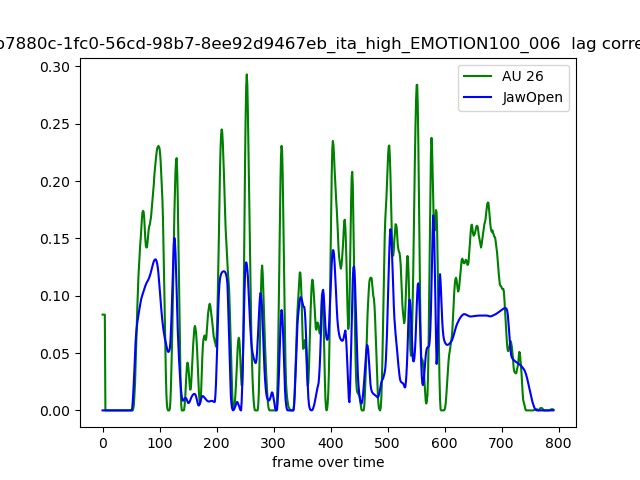 b7880c-1fc0-56cd-98b7-8ee92d9467eb_ita_high_EMOTION100_006  lag corre
0.30
0.25
0.20
0.15
0.10
0.05
0.00
AU 26
JawOpen
0 100 200 300 400 500 600 700 800
frame over time